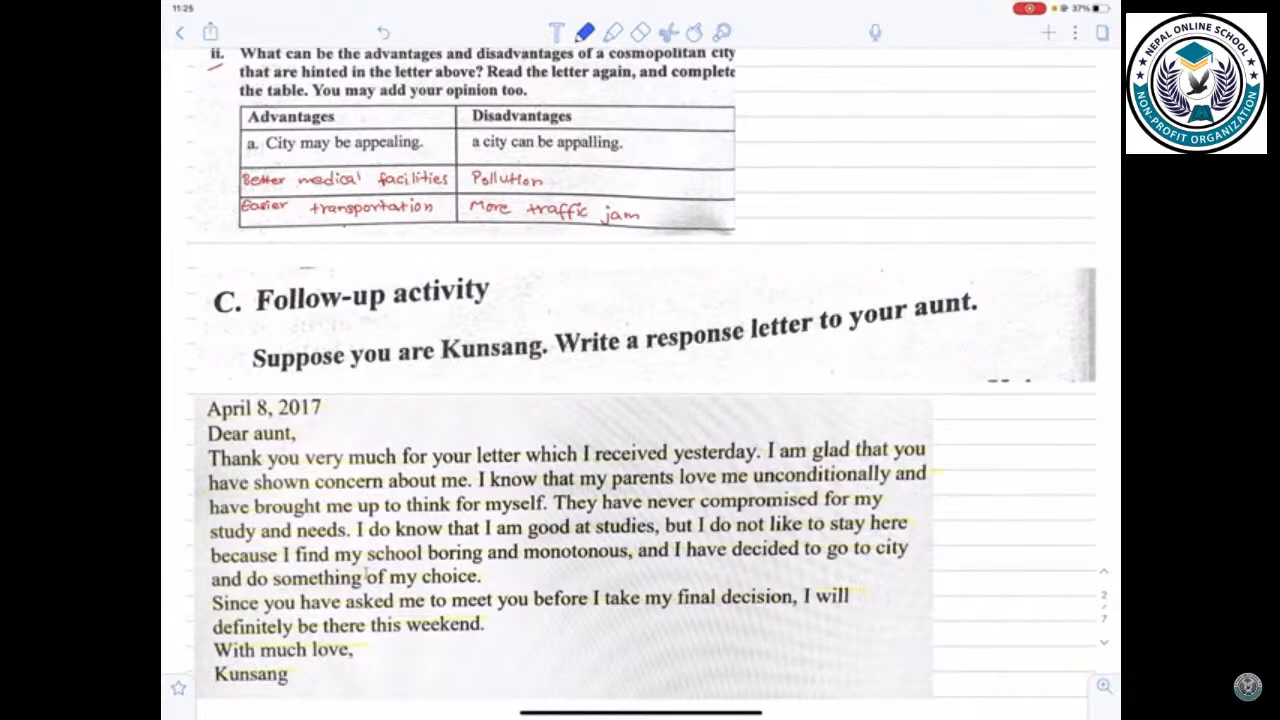 11:25
37%
ii. What can be the advantages and disadvantages of a cosmopolitan city
that are hinted in the letter above? Read the letter again, and complete
the table. You may add your opinion too.
Advantages Disadvantages
a. City may be appealing. a city can be appalling.
Better medical facilities Pollution
Easier transportation More traffic jam
C. Follow-up activity
Suppose you are Kunsang. Write a response letter to your aunt.
April 8, 2017
Dear aunt,
Thank you very much for your letter which I received yesterday. I am glad that you
have shown concern about me. I know that my parents love me unconditionally and
have brought me up to think for myself. They have never compromised for my
study and needs. I do know that I am good at studies, but I do not like to stay here
because I find my school boring and monotonous, and I have decided to go to city
and do something of my choice.
Since you have asked me to meet you before I take my final decision, I will
definitely be there this weekend.
With much love,
Kunsang
2
/
7
NEPAL ONLINE SCHOOL
NON-PROFIT ORGANIZATION